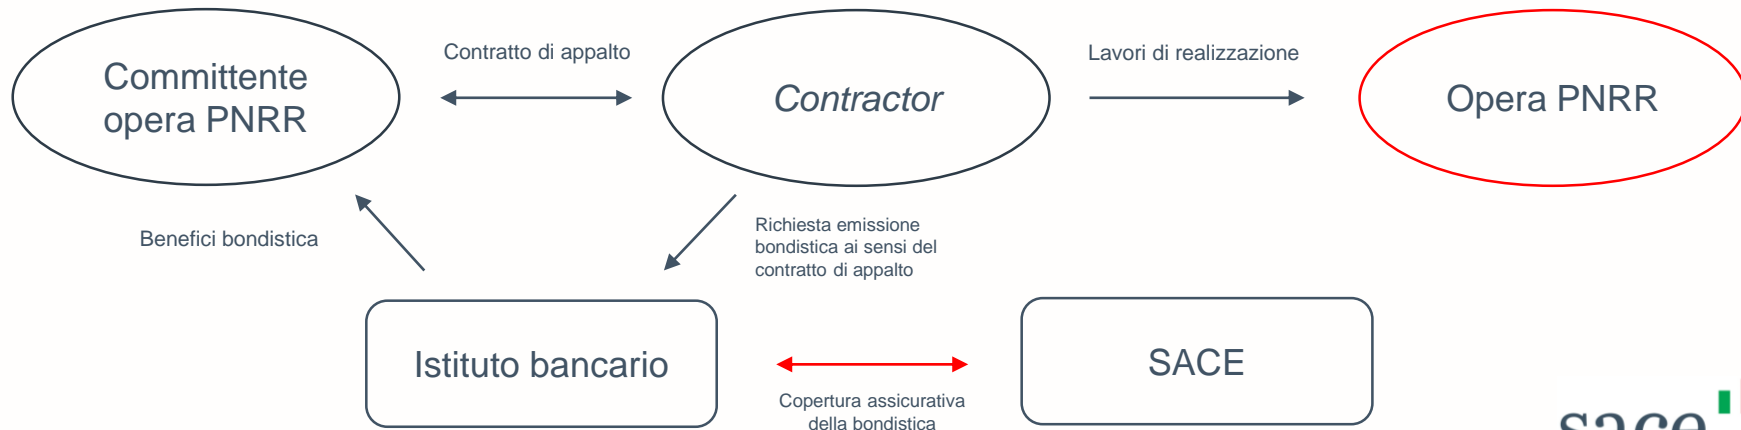 Contratto di appalto
Lavori di realizzazione
Committente
opera PNRR
Contractor
Opera PNRR
Benefici bondistica
Richiesta emissione
bondistica ai sensi del
contratto di appalto
Istituto bancario
SACE
Copertura assicurativa
della bondistica
sace